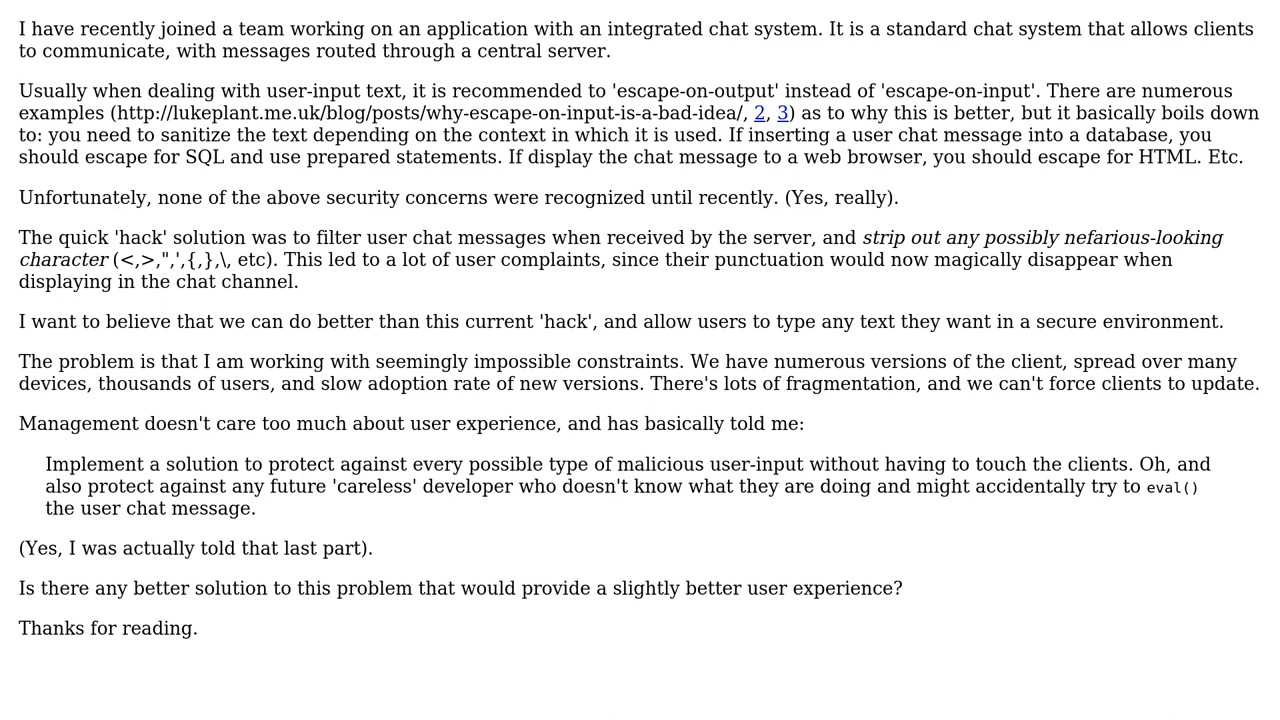 I have recently joined a team working on an application with an integrated chat system. It is a standard chat system that allows clients
to communicate, with messages routed through a central server.
Usually when dealing with user-input text, it is recommended to 'escape-on-output' instead of 'escape-on-input'. There are numerous
examples (http://lukeplant.me.uk/blog/posts/why-escape-on-input-is-a-bad-idea/, 2, 3) as to why this is better, but it basically boils down
to: you need to sanitize the text depending on the context in which it is used. If inserting a user chat message into a database, you
should escape for SQL and use prepared statements. If display the chat message to a web browser, you should escape for HTML. Etc.
Unfortunately, none of the above security concerns were recognized until recently. (Yes, really).
The quick 'hack' solution was to filter user chat messages when received by the server, and strip out any possibly nefarious-looking
character (<,>,",',{,},\, etc). This led to a lot of user complaints, since their punctuation would now magically disappear when
displaying in the chat channel.
I want to believe that we can do better than this current 'hack', and allow users to type any text they want in a secure environment.
The problem is that I am working with seemingly impossible constraints. We have numerous versions of the client, spread over many
devices, thousands of users, and slow adoption rate of new versions. There's lots of fragmentation, and we can't force clients to update.
Management doesn't care too much about user experience, and has basically told me:
Implement a solution to protect against every possible type of malicious user-input without having to touch the clients. Oh, and
also protect against any future 'careless' developer who doesn't know what they are doing and might accidentally try to eval()
the user chat message.
(Yes, I was actually told that last part).
Is there any better solution to this problem that would provide a slightly better user experience?
Thanks for reading.